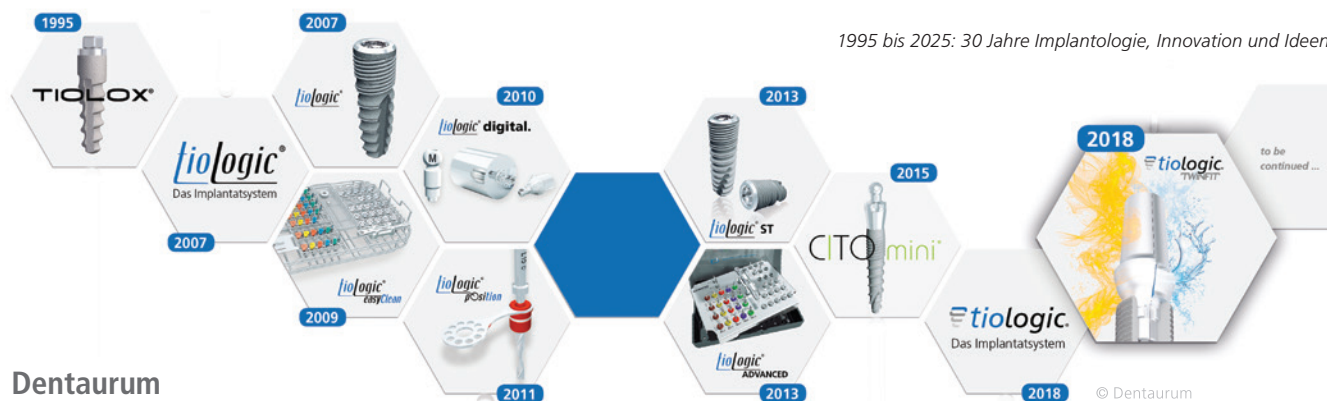 1995 bis 2025: 30 Jahre Implantologie, Innovation und Ideen
1995
TIOLOX®
tioLogic®
Das Implantatsystem
2007
2007
tioLogic®
tioLogic®
easyClean
2009
2010
tioLogic® digital.
M
tioLogic®
pOsition
2011
2013
tioLogic® ST
tioLogic®
ADVANCED
2013
2015
CITO mini®
tiologic®
Das Implantatsystem
2018
2018
tiologic®
TWINFIT
to be
continued ...
Dentaurum
© Dentaurum